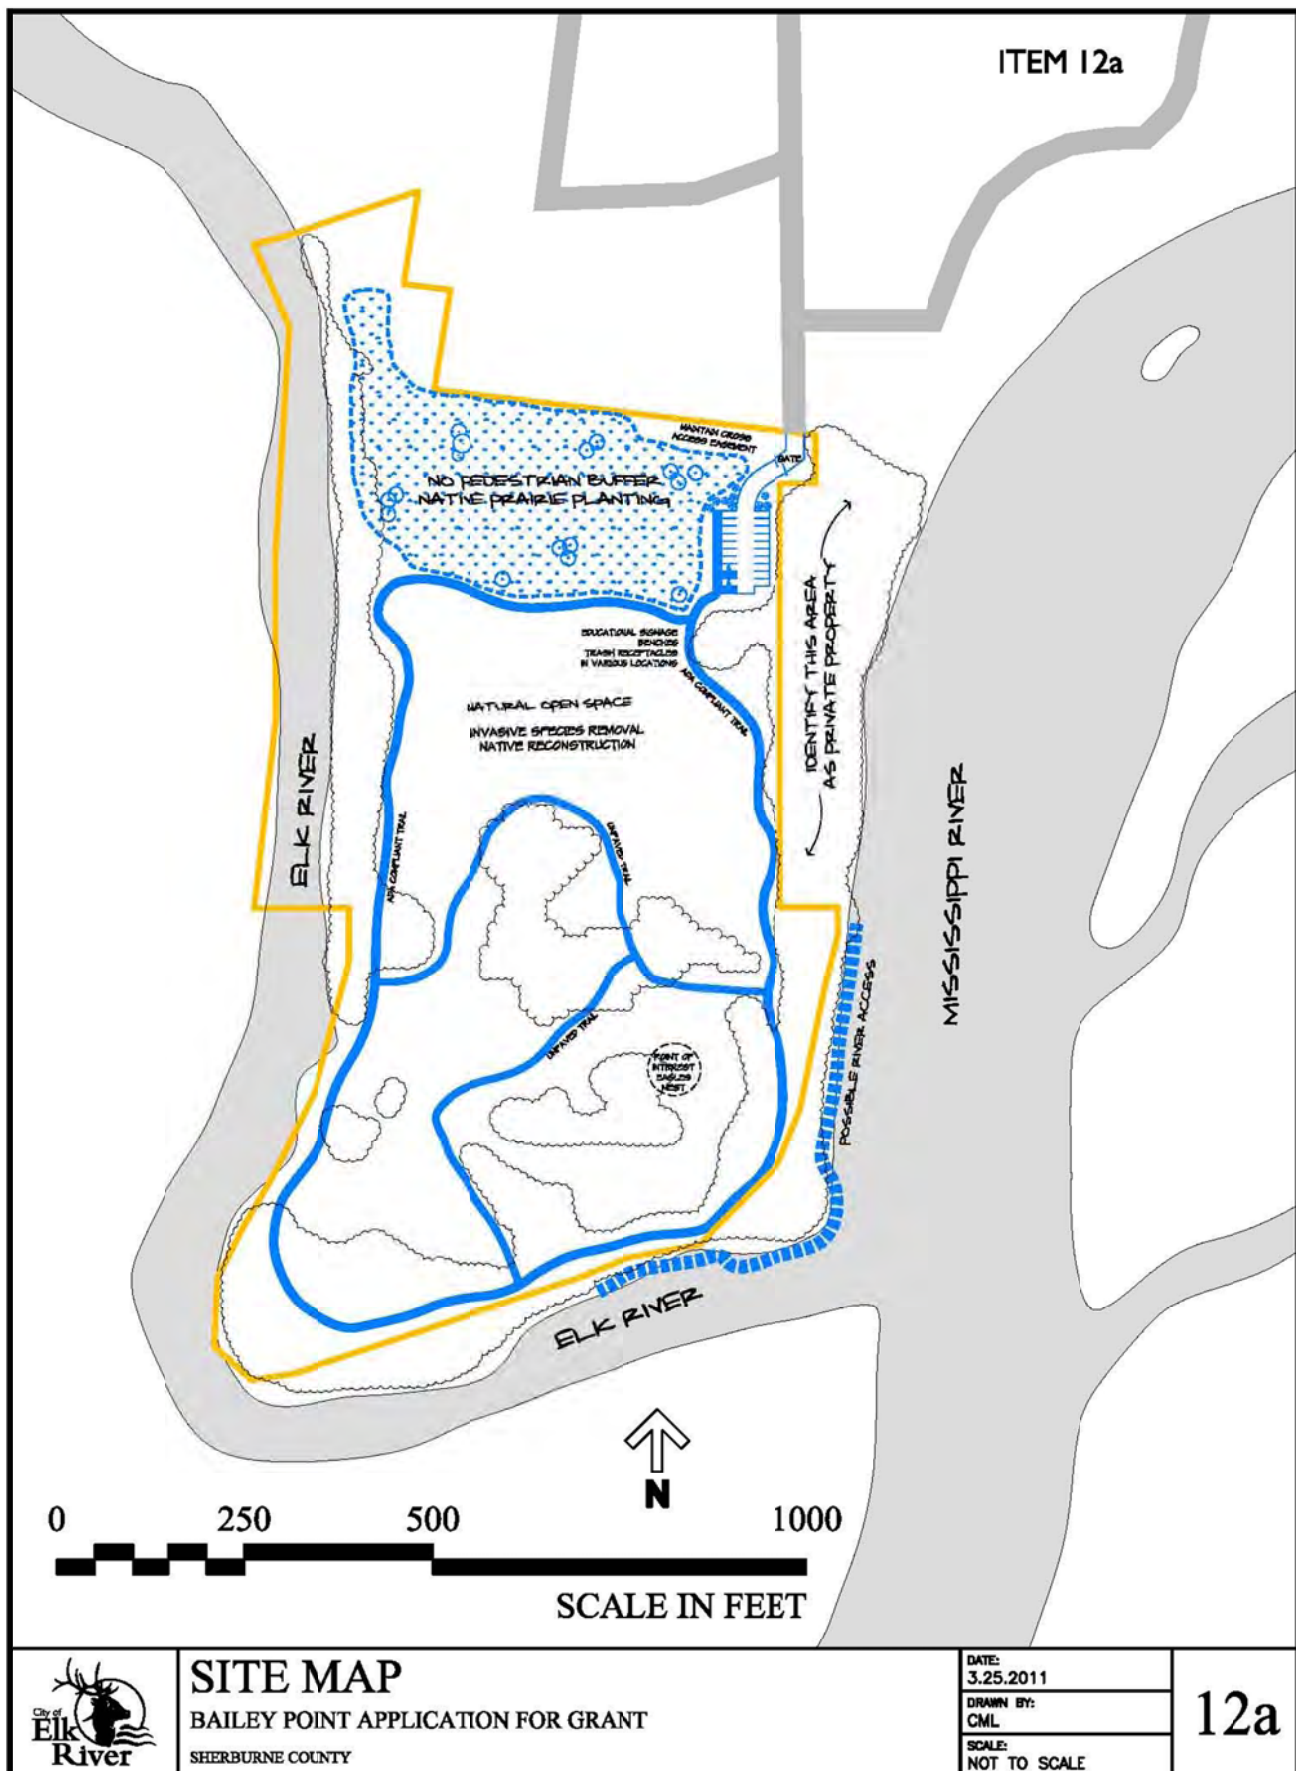 ITEM 12a
MAINTAIN CROSS
ACCESS EASEMENT
GATE
NO PEDESTRIAN BUFFER
NATIVE PRAIRIE PLANTING
IDENTIFY THIS AREA
AS PRIVATE PROPERTY
EDUCATIONAL SIGNAGE
BENCHES
TRASH RECEPTACLES
IN VARIOUS LOCATIONS
ADA COMPLIANT TRAIL
NATURAL OPEN SPACE
INVASIVE SPECIES REMOVAL
NATIVE RECONSTRUCTION
ELK RIVER
MISSISSIPPI RIVER
ADA COMPLIANT TRAIL
UNPAVED TRAIL
POSSIBLE RIVER ACCESS
UNPAVED TRAIL
POINT OF
INTEREST
EAGLES
NEST
ELK RIVER
N
0 250 500 1000
SCALE IN FEET
City of
Elk
River
SITE MAP
BAILEY POINT APPLICATION FOR GRANT
SHERBURNE COUNTY
DATE:
3.25.2011
DRAWN BY:
CML
SCALE:
NOT TO SCALE
12a